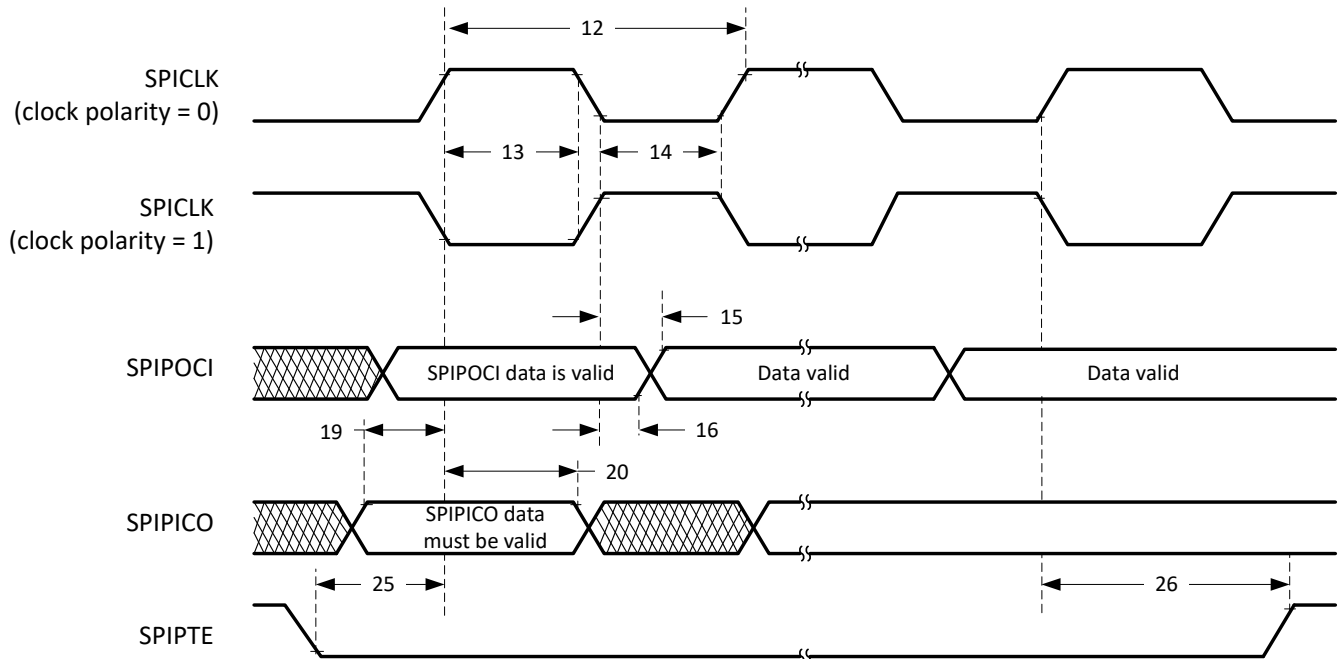 12
SPICLK
(clock polarity = 0)
13
14
SPICLK
(clock polarity = 1)
15
SPIPOCI
SPIPOCI data is valid
Data valid
Data valid
19
16
20
SPIPICO
SPIPICO data
must be valid
25
26
SPIPTE